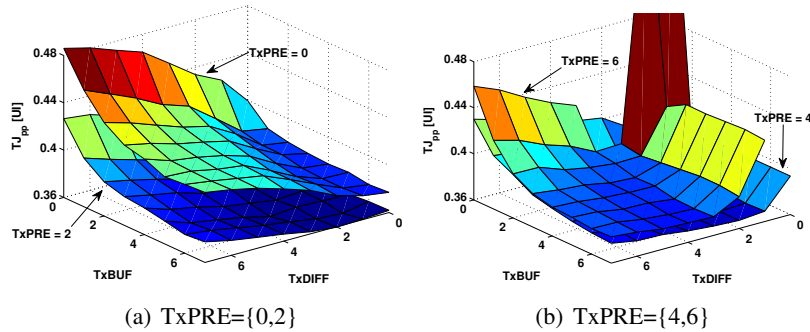 TxPRE = 0
0.48
0.44
0.4
0.36
TJpp [UI]
TxPRE = 2
0
2
4
6
TxBUF
6
4
2
0
TxDIFF
(a) TxPRE={0,2}
TxPRE = 6
TxPRE = 4
0.48
0.44
0.4
0.36
TJpp [UI]
0
2
4
6
TxBUF
6
4
2
0
TxDIFF
(b) TxPRE={4,6}